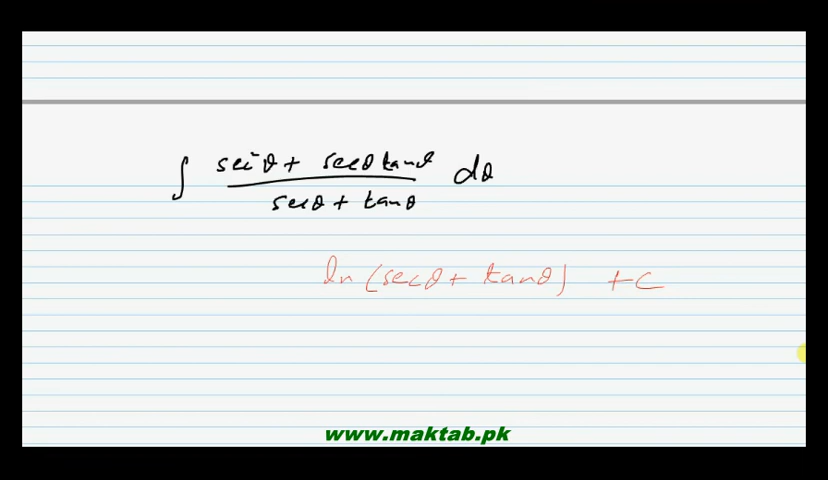 ∫ sec²θ + secθ tanθ / secθ + tanθ dθ
ln (secθ + tanθ) + c
www.maktab.pk